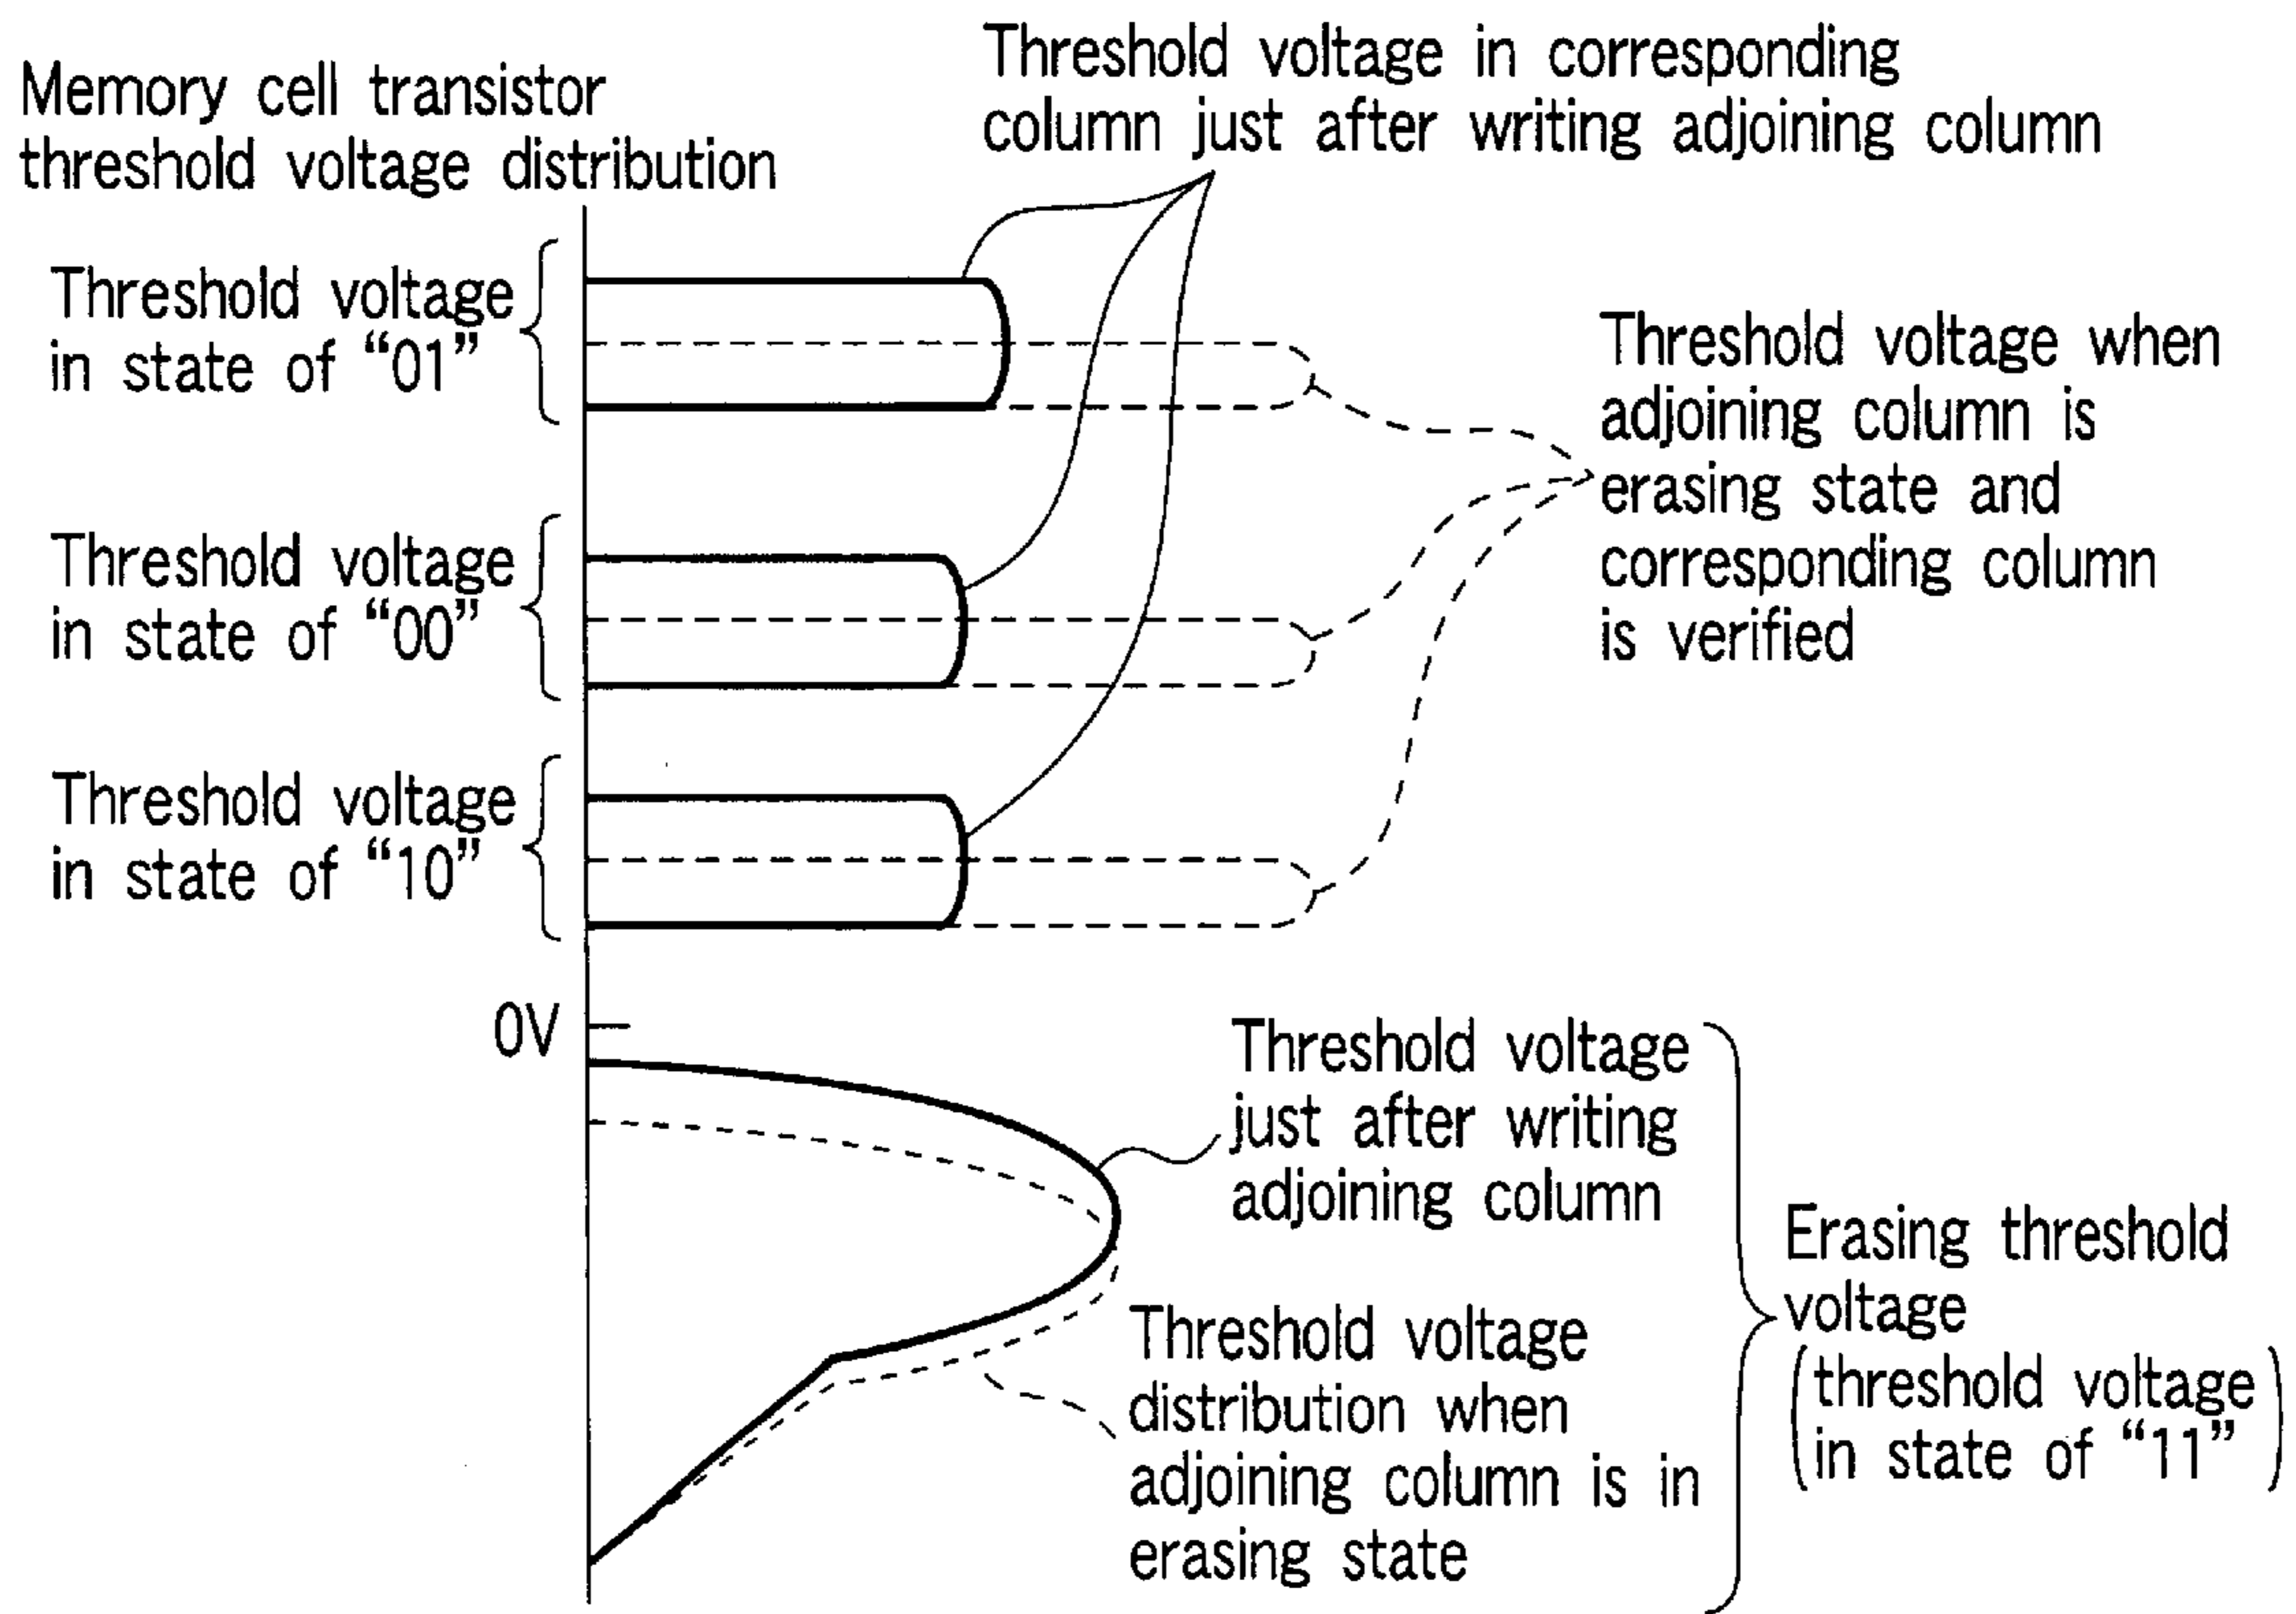 Memory cell transistor
threshold voltage distribution
Threshold voltage in corresponding
column just after writing adjoining column
Threshold voltage
in state of “01”
Threshold voltage when
adjoining column is
erasing state and
corresponding column
is verified
Threshold voltage
in state of “00”
Threshold voltage
in state of “10”
0V
Threshold voltage
just after writing
adjoining column
Threshold voltage
distribution when
adjoining column is in
erasing state
Erasing threshold
voltage
(threshold voltage
in state of “11”)